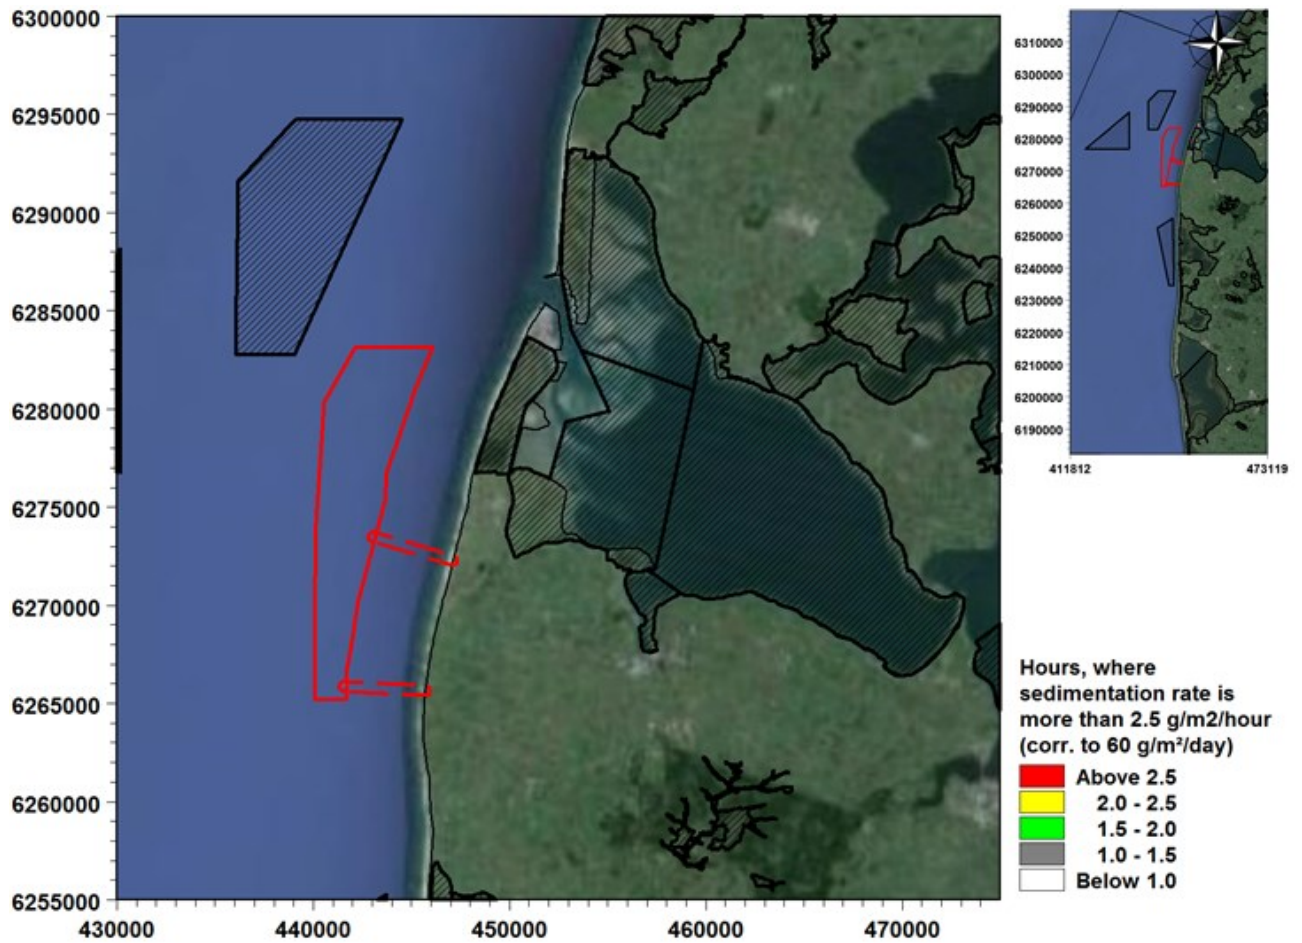 6300000
6295000
6290000
6285000
6280000
6275000
6270000
6265000
6260000
6255000
430000 440000 450000 460000 470000
6310000
6300000
6290000
6280000
6270000
6260000
6250000
6240000
6230000
6220000
6210000
6200000
6190000
411812 473119
Hours, where
sedimentation rate is
more than 2.5 g/m2/hour
(corr. to 60 g/m²/day)
Above 2.5
2.0 - 2.5
1.5 - 2.0
1.0 - 1.5
Below 1.0